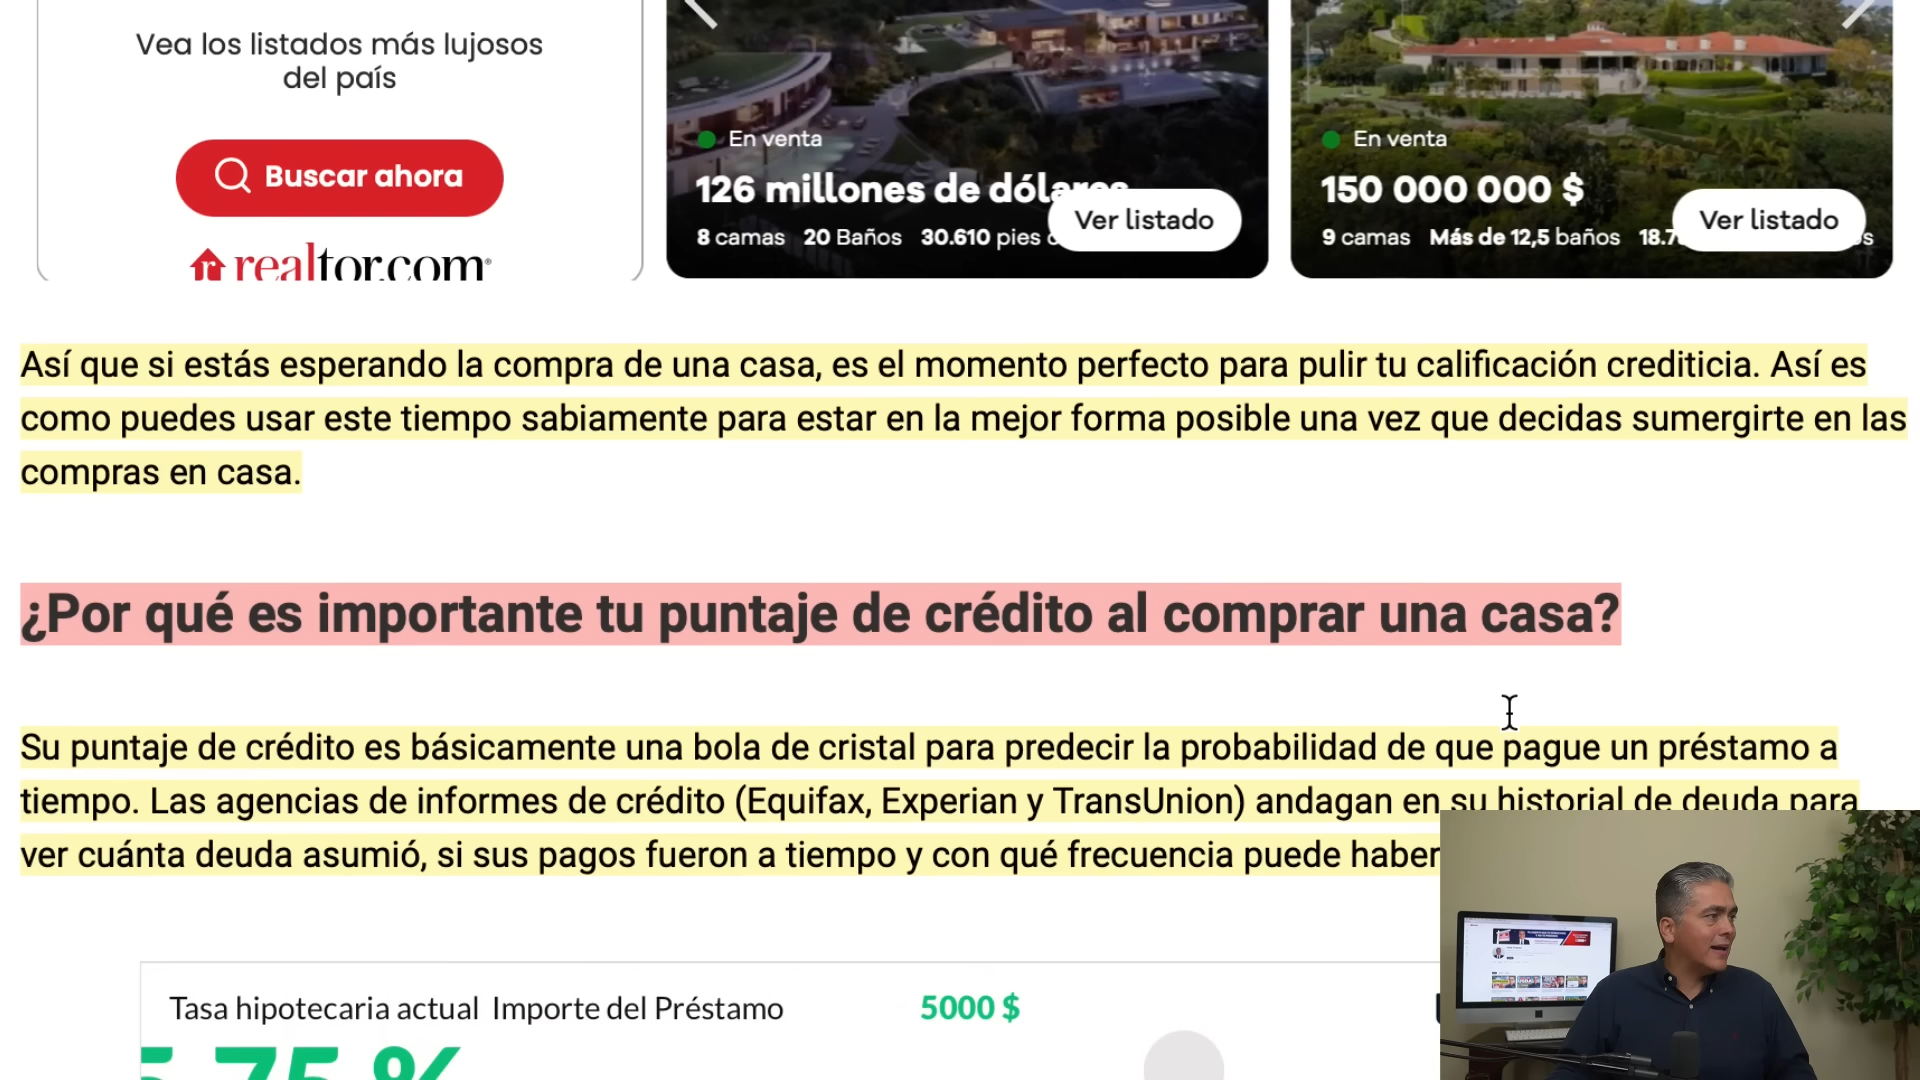 Vea los listados más lujosos
del país
Buscar ahora
realtor.com®
En venta
126 millones de dólares
8 camas 20 Baños 30.610 pies
Ver listado
En venta
150 000 000 $
9 camas Más de 12,5 baños
Ver listado
Así que si estás esperando la compra de una casa, es el momento perfecto para pulir tu calificación crediticia. Así es
como puedes usar este tiempo sabiamente para estar en la mejor forma posible una vez que decidas sumergirte en las
compras en casa.
¿Por qué es importante tu puntaje de crédito al comprar una casa?
Su puntaje de crédito es básicamente una bola de cristal para predecir la probabilidad de que pague un préstamo a
tiempo. Las agencias de informes de crédito (Equifax, Experian y TransUnion) andagan en su historial de deuda para
ver cuánta deuda asumió, si sus pagos fueron a tiempo y con qué frecuencia puede haber
Tasa hipotecaria actual Importe del Préstamo 5000 $
5,75 %